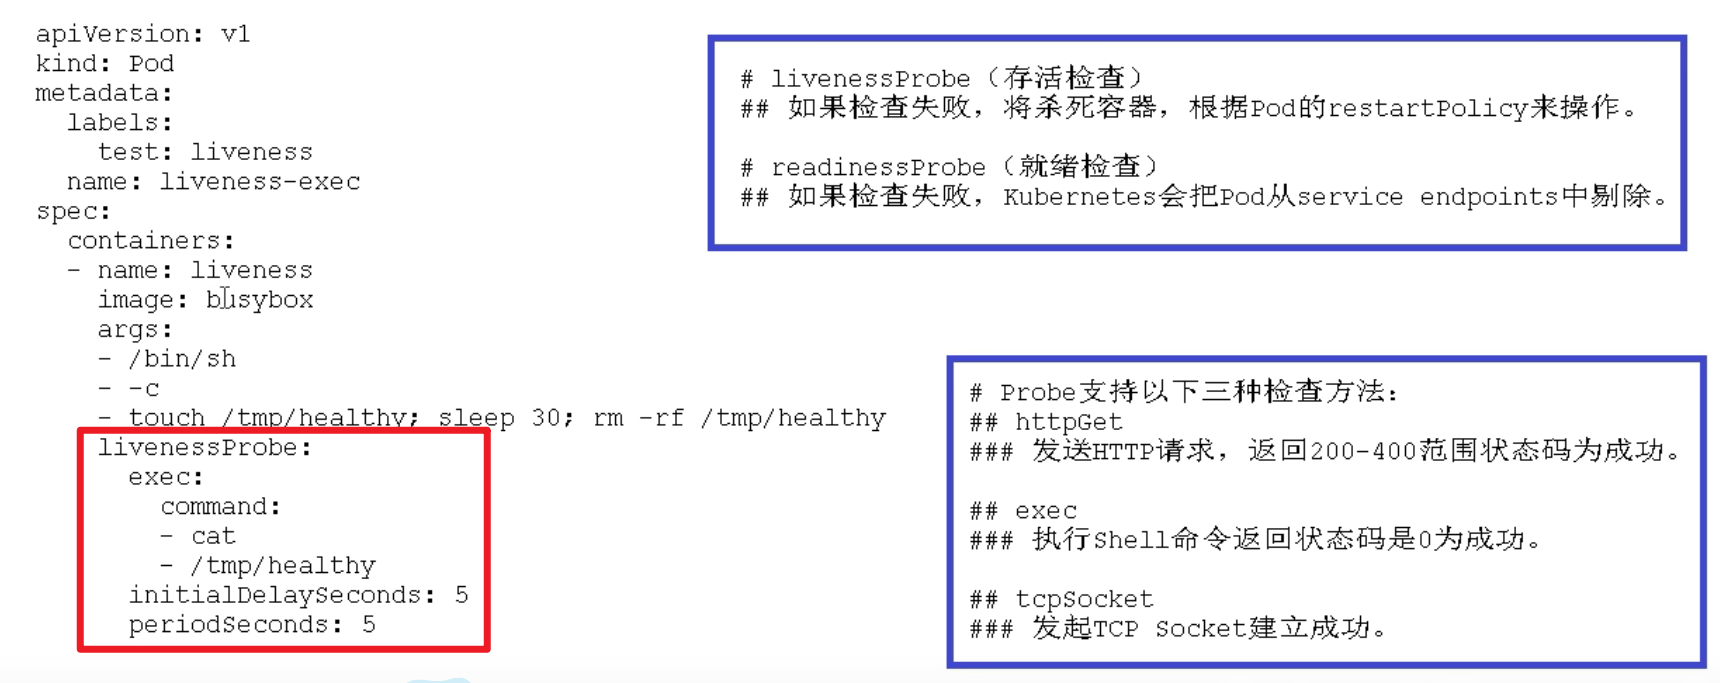 apiVersion: v1
kind: Pod
metadata:
  labels:
    test: liveness
  name: liveness-exec
spec:
  containers:
  - name: liveness
    image: busybox
    args:
    - /bin/sh
    - -c
    - touch /tmp/healthy; sleep 30; rm -rf /tmp/healthy
    livenessProbe:
      exec:
        command:
        - cat
        - /tmp/healthy
      initialDelaySeconds: 5
      periodSeconds: 5
# livenessProbe（存活检查）
## 如果检查失败，将杀死容器，根据Pod的restartPolicy来操作。
# readinessProbe（就绪检查）
## 如果检查失败，Kubernetes会把Pod从service endpoints中剔除。
# Probe支持以下三种检查方法：
## httpGet
### 发送HTTP请求，返回200-400范围状态码为成功。
## exec
### 执行Shell命令返回状态码是0为成功。
## tcpSocket
### 发起TCP Socket建立成功。